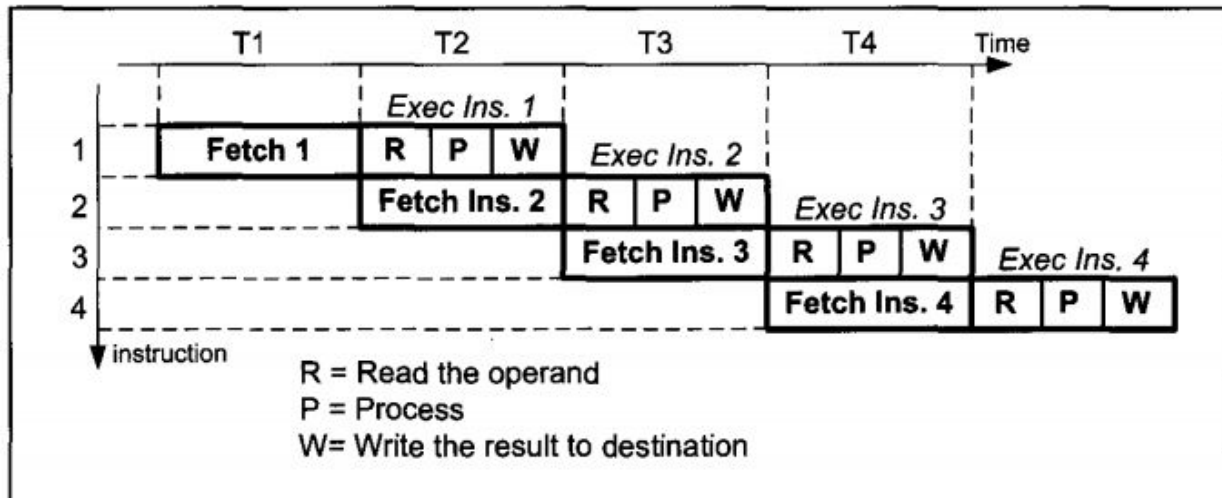 T1 T2 T3 T4 Time
Exec Ins. 1
1 Fetch 1 R P W
Exec Ins. 2
2 Fetch Ins. 2 R P W
Exec Ins. 3
3 Fetch Ins. 3 R P W
Exec Ins. 4
4 Fetch Ins. 4 R P W
instruction
R = Read the operand
P = Process
W= Write the result to destination